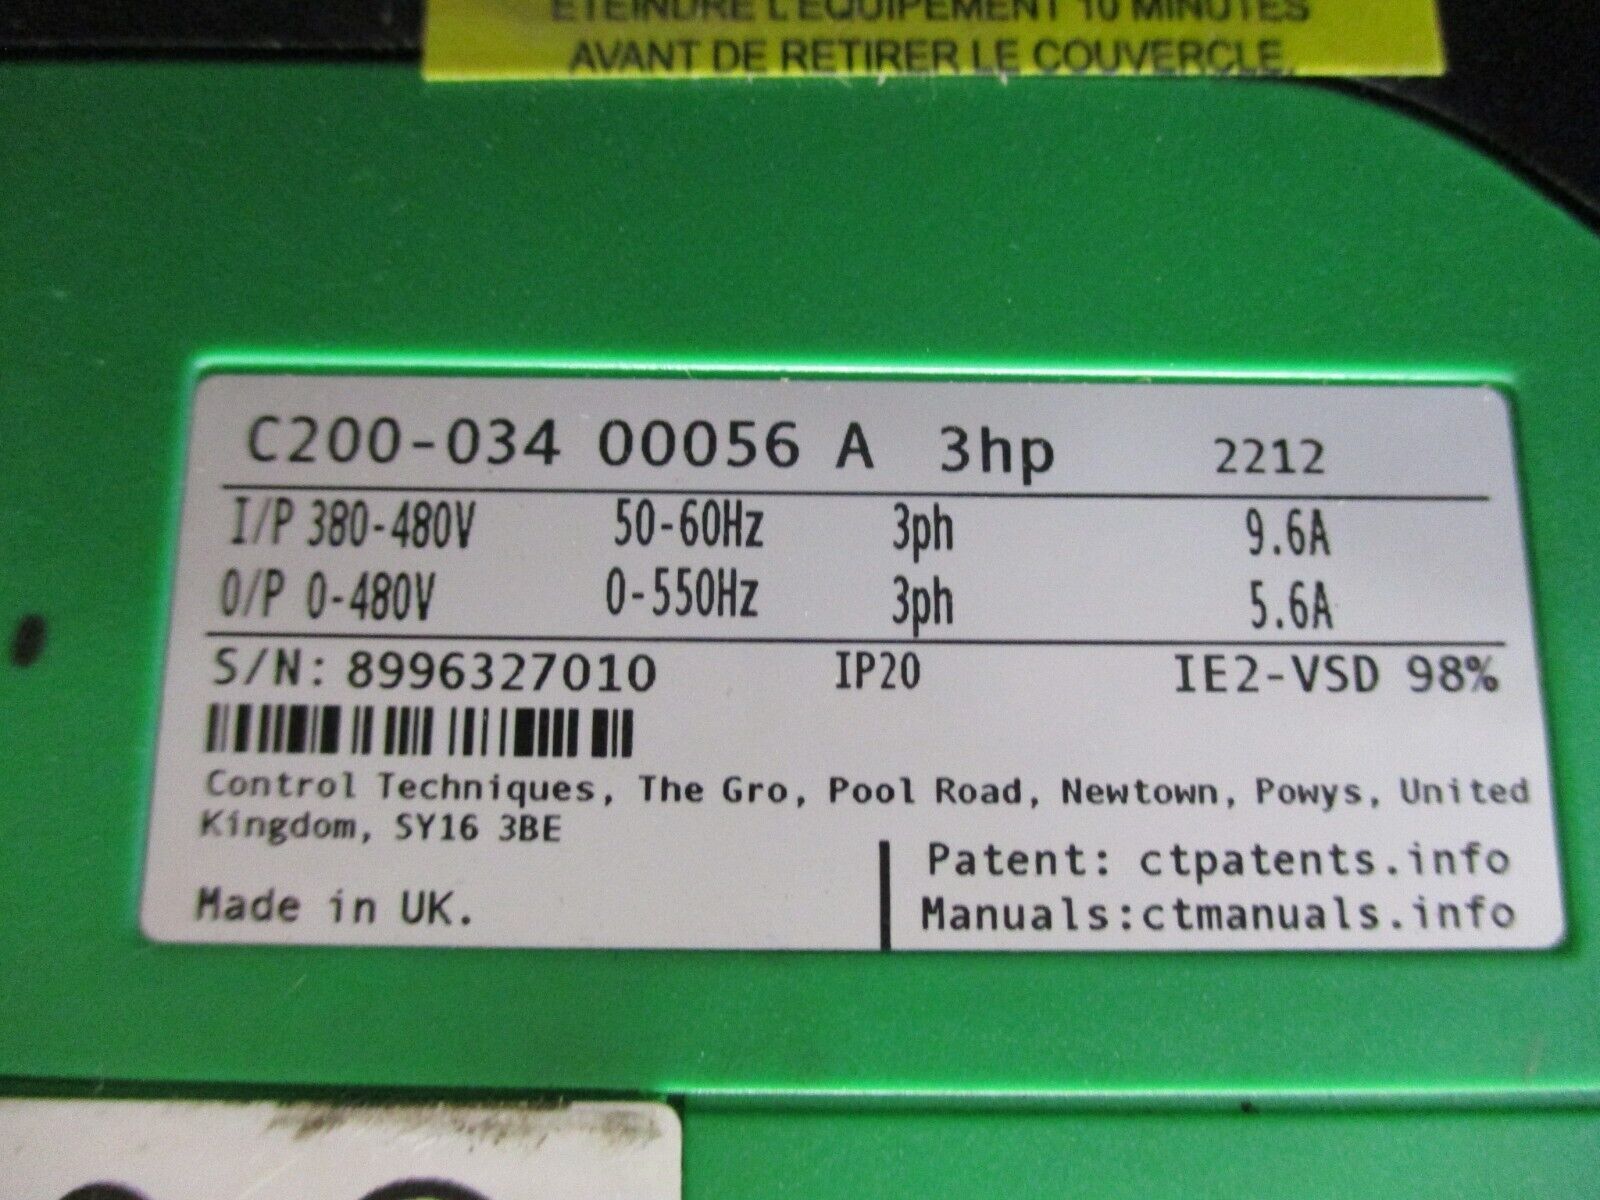 ETEINDRE L'EQUIPEMENT 10 MINUTES
AVANT DE RETIRER LE COUVERCLE.
C200-034 00056 A 3hp 2212
I/P 380-480V 50-60Hz 3ph 9.6A
O/P 0-480V 0-550Hz 3ph 5.6A
S/N: 8996327010 IP20 IE2-VSD 98%
Control Techniques, The Gro, Pool Road, Newtown, Powys, United
Kingdom, SY16 3BE
Patent: ctpatents.info
Made in UK.
Manuals:ctmanuals.info